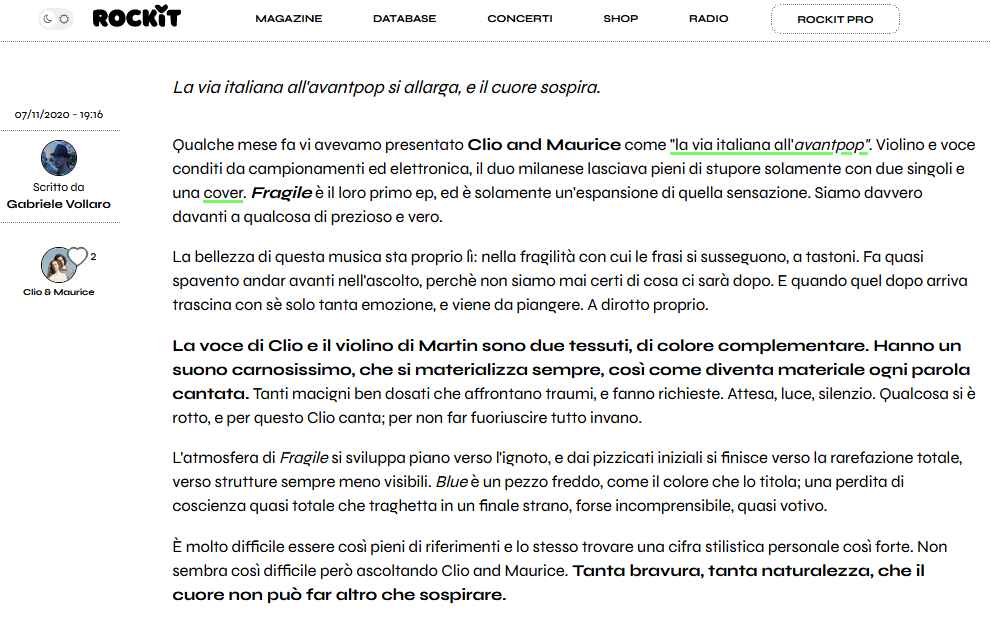 ROCKIT
MAGAZINE
DATABASE
CONCERTI
SHOP
RADIO
ROCKIT PRO
La via italiana all'avantpop si allarga, e il cuore sospira.
07/11/2020 - 19:16
Scritto da
Gabriele Vollaro
2
Clio & Maurice
Qualche mese fa vi avevamo presentato Clio and Maurice come "la via italiana all'avantpop". Violino e voce
conditi da campionamenti ed elettronica, il duo milanese lasciava pieni di stupore solamente con due singoli e
una cover. Fragile è il loro primo ep, ed è solamente un'espansione di quella sensazione. Siamo davvero
davanti a qualcosa di prezioso e vero.
La bellezza di questa musica sta proprio lì: nella fragilità con cui le frasi si susseguono, a tastoni. Fa quasi
spavento andar avanti nell'ascolto, perchè non siamo mai certi di cosa ci sarà dopo. E quando quel dopo arriva
trascina con sè solo tanta emozione, e viene da piangere. A dirotto proprio.
La voce di Clio e il violino di Martin sono due tessuti, di colore complementare. Hanno un
suono carnosissimo, che si materializza sempre, così come diventa materiale ogni parola
cantata. Tanti macigni ben dosati che affrontano traumi, e fanno richieste. Attesa, luce, silenzio. Qualcosa si è
rotto, e per questo Clio canta; per non far fuoriuscire tutto invano.
L'atmosfera di Fragile si sviluppa piano verso l'ignoto, e dai pizzicati iniziali si finisce verso la rarefazione totale,
verso strutture sempre meno visibili. Blue è un pezzo freddo, come il colore che lo titola; una perdita di
coscienza quasi totale che traghetta in un finale strano, forse incomprensibile, quasi votivo.
È molto difficile essere così pieni di riferimenti e lo stesso trovare una cifra stilistica personale così forte. Non
sembra così difficile però ascoltando Clio and Maurice. Tanta bravura, tanta naturalezza, che il
cuore non può far altro che sospirare.